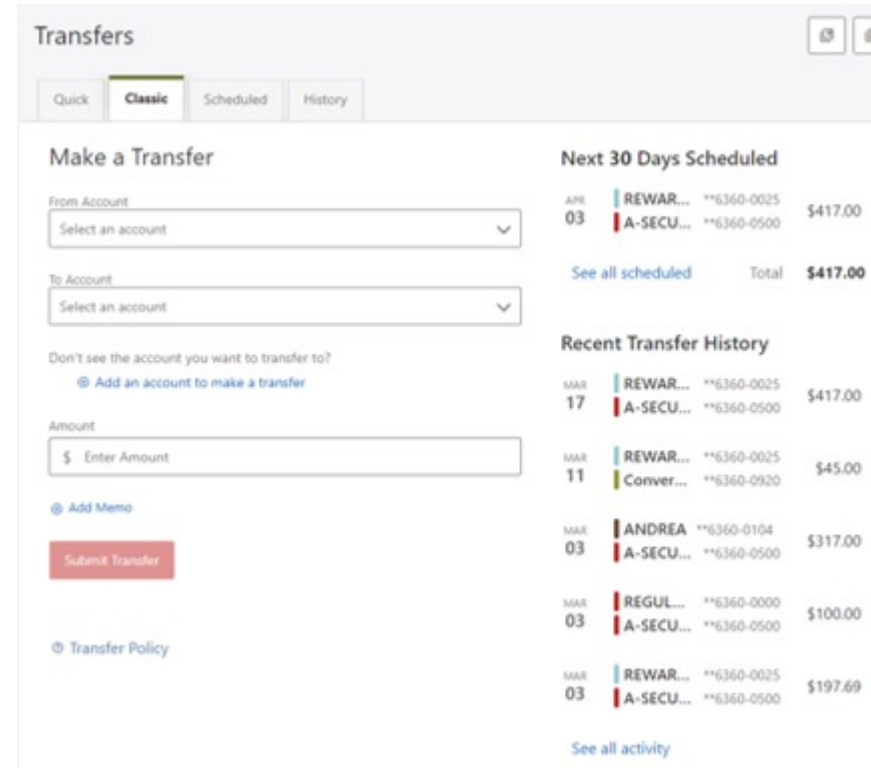 Transfers
Quick Classic Scheduled History
Make a Transfer
From Account
Select an account
To Account
Select an account
Don't see the account you want to transfer to?
Add an account to make a transfer
Amount
$ Enter Amount
Add Memo
Submit Transfer
Transfer Policy
Next 30 Days Scheduled
APR
03
REWAR... **6360-0025
A-SECU... **6360-0500
$417.00
See all scheduled Total $417.00
Recent Transfer History
MAR
17
REWAR... **6360-0025
A-SECU... **6360-0500
$417.00
MAR
11
REWAR... **6360-0025
Conver... **6360-0920
$45.00
MAR
03
ANDREA **6360-0104
A-SECU... **6360-0500
$317.00
MAR
03
REGUL... **6360-0000
A-SECU... **6360-0500
$100.00
MAR
03
REWAR... **6360-0025
A-SECU... **6360-0500
$197.69
See all activity